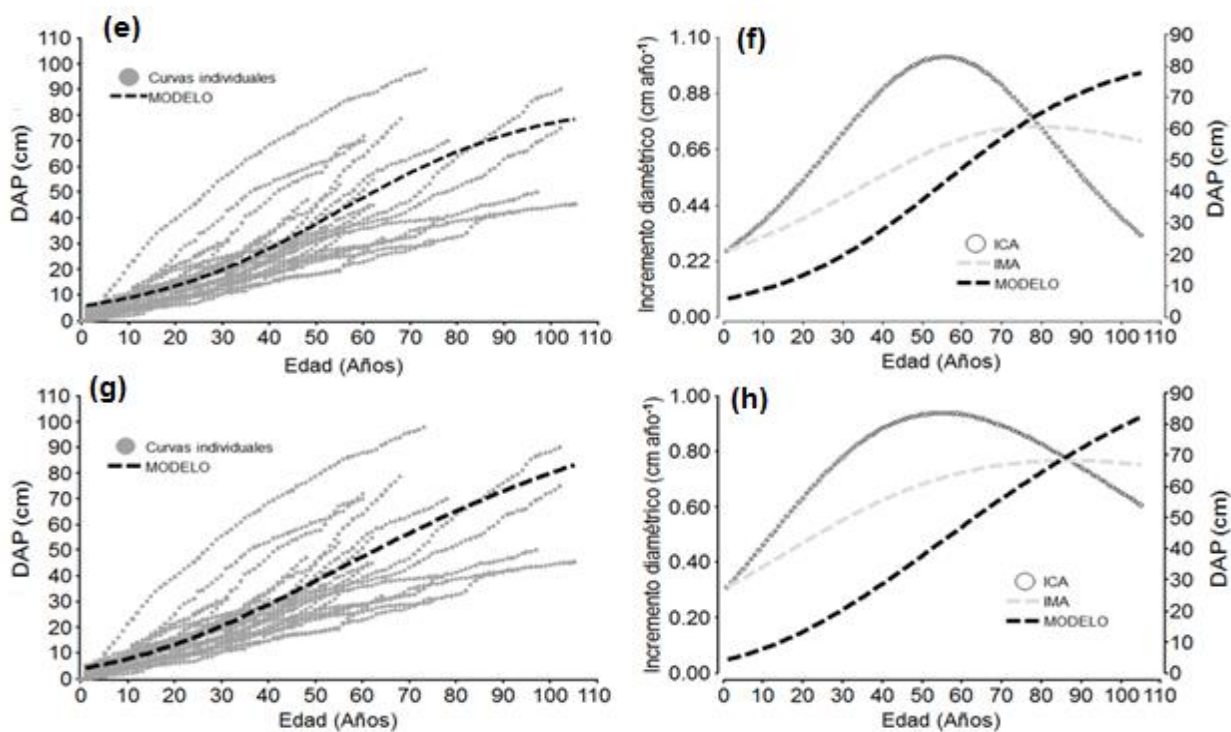 (e)
110
100
90
80
70
60
50
40
30
20
10
0
DAP (cm)
Curvas individuales
MODELO
0 10 20 30 40 50 60 70 80 90 100 110
Edad (Años)
(f)
1.10
0.88
0.66
0.44
0.22
0.00
Incremento diamétrico (cm año-1)
ICA
IMA
MODELO
90
80
70
60
50
40
30
20
10
0
DAP (cm)
0 10 20 30 40 50 60 70 80 90 100 110
Edad (Años)
(g)
110
100
90
80
70
60
50
40
30
20
10
0
DAP (cm)
Curvas individuales
MODELO
0 10 20 30 40 50 60 70 80 90 100 110
Edad (Años)
(h)
1.00
0.80
0.60
0.40
0.20
0.00
Incremento diamétrico (cm año-1)
ICA
IMA
MODELO
90
80
70
60
50
40
30
20
10
0
DAP (cm)
0 10 20 30 40 50 60 70 80 90 100 110
Edad (Años)